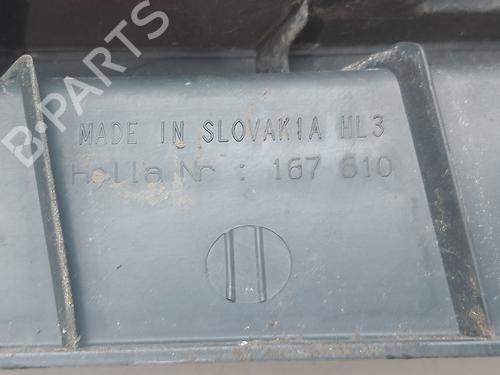 B-PARTS
MADE IN SLOVAKIA HL3
Hella Nr : 167 610